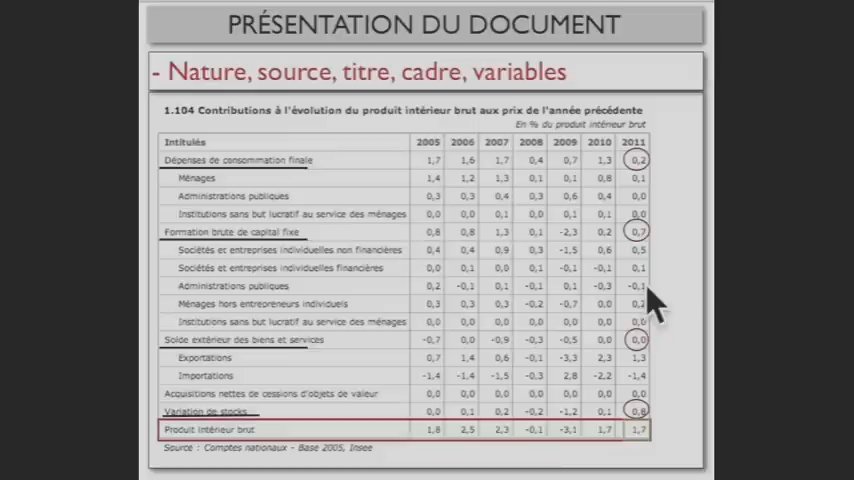 PRÉSENTATION DU DOCUMENT
- Nature, source, titre, cadre, variables
1.104 Contributions à l'évolution du produit intérieur brut aux prix de l'année précédente
En % du produit intérieur brut
Intitulés 2005 2006 2007 2008 2009 2010 2011
Dépenses de consommation finale 1,7 1,6 1,7 0,4 0,7 1,3 0,2
Ménages 1,4 1,2 1,3 0,1 0,1 0,8 0,1
Administrations publiques 0,3 0,3 0,4 0,3 0,6 0,4 0,0
Institutions sans but lucratif au service des ménages 0,0 0,0 0,1 0,0 0,1 0,1 0,0
Formation brute de capital fixe 0,8 0,8 1,3 0,1 -2,3 0,2 0,7
Sociétés et entreprises individuelles non financières 0,4 0,4 0,9 0,3 -1,5 0,6 0,5
Sociétés et entreprises individuelles financières 0,0 0,1 0,0 0,1 -0,1 -0,1 0,1
Administrations publiques 0,2 -0,1 0,1 -0,1 0,1 -0,3 -0,1
Ménages hors entrepreneurs individuels 0,3 0,3 0,3 -0,2 -0,7 0,0 0,2
Institutions sans but lucratif au service des ménages 0,0 0,0 0,0 0,0 0,0 0,0 0,0
Solde extérieur des biens et services -0,7 0,0 -0,9 -0,3 -0,5 0,0 0,0
Exportations 0,7 1,4 0,6 -0,1 -3,3 2,3 1,3
Importations -1,4 -1,4 -1,5 -0,3 2,8 -2,2 -1,4
Acquisitions nettes de cessions d'objets de valeur 0,0 0,0 0,0 0,0 0,0 0,0 0,0
Variation de stocks 0,0 0,1 0,2 -0,2 -1,2 0,1 0,8
Produit intérieur brut 1,8 2,5 2,3 -0,1 -3,1 1,7 1,7
Source : Comptes nationaux - Base 2005, Insee